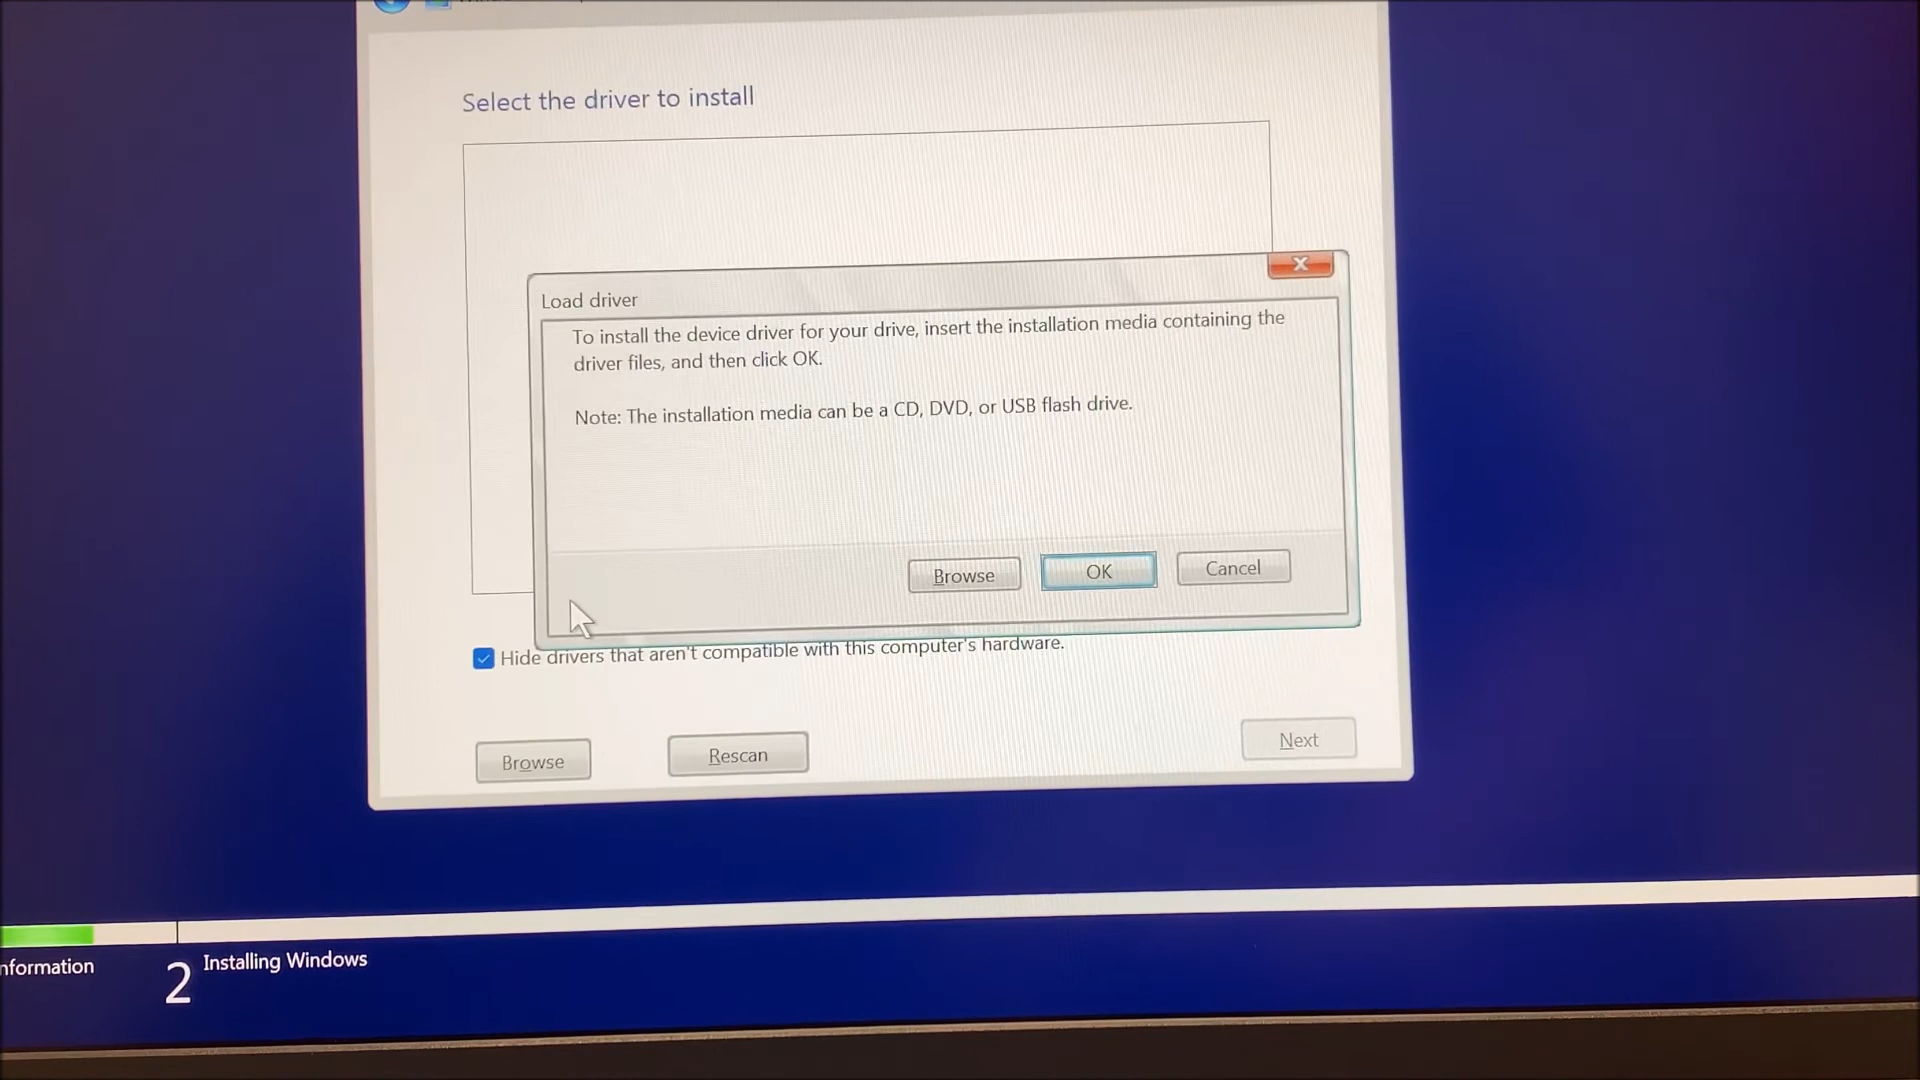 Select the driver to install
Load driver
To install the device driver for your drive, insert the installation media containing the
driver files, and then click OK.
Note: The installation media can be a CD, DVD, or USB flash drive.
Browse
OK
Cancel
Hide drivers that aren't compatible with this computer's hardware.
Browse
Rescan
Next
nformation
2
Installing Windows